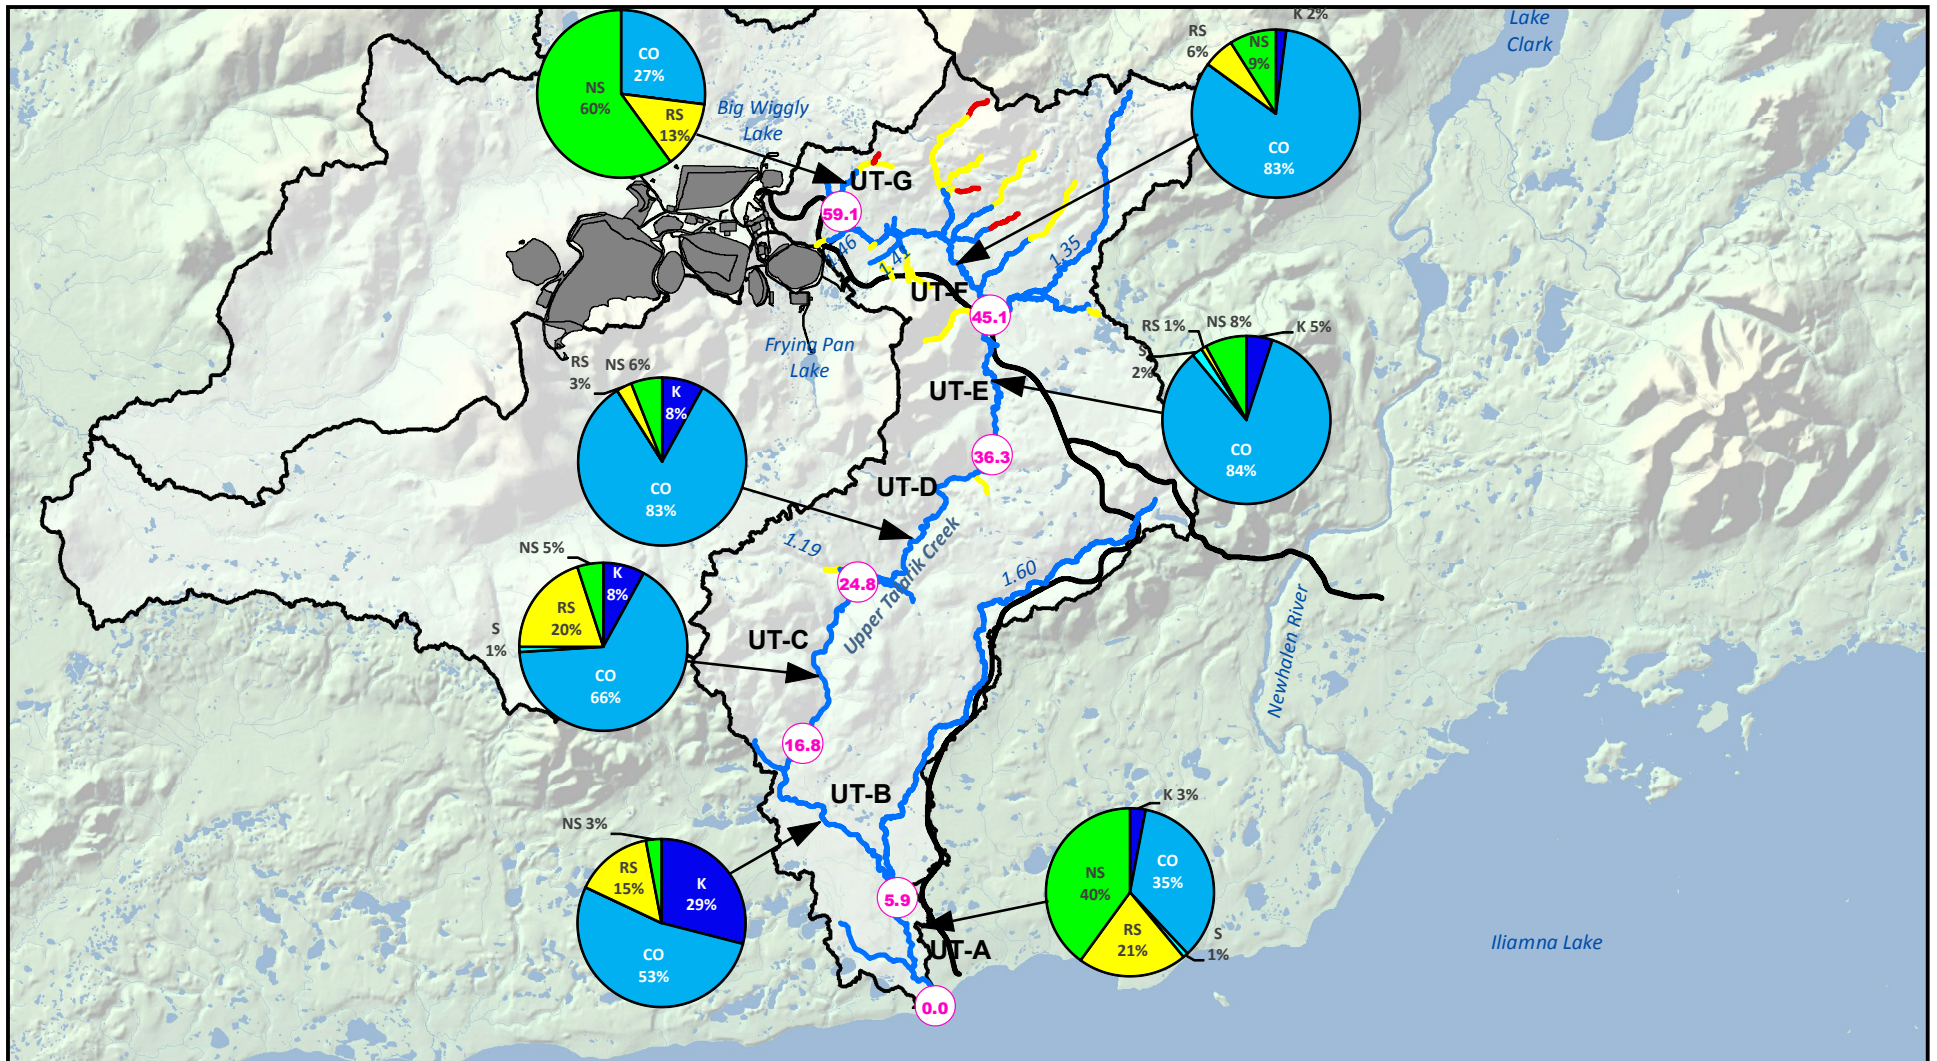 K 2%
Lake
Clark
RS
6%
NS
9%
CO
83%
CO
27%
NS
60%
RS
13%
Big Wiggly
Lake
UT-G
59.1
1.46
1.41
1.35
UT-F
45.1
RS 1%
NS 8%
K 5%
S
2%
CO
84%
Frying Pan
Lake
RS
3%
NS 6%
K
8%
CO
83%
UT-E
36.3
UT-D
1.19
Upper Talarik Creek
24.8
1.60
NS 5%
K
8%
RS
20%
S
1%
CO
66%
UT-C
Newhalen River
16.8
UT-B
NS 3%
RS
15%
K
29%
CO
53%
K 3%
CO
35%
NS
40%
RS
21%
S
1%
5.9
UT-A
0.0
Iliamna Lake